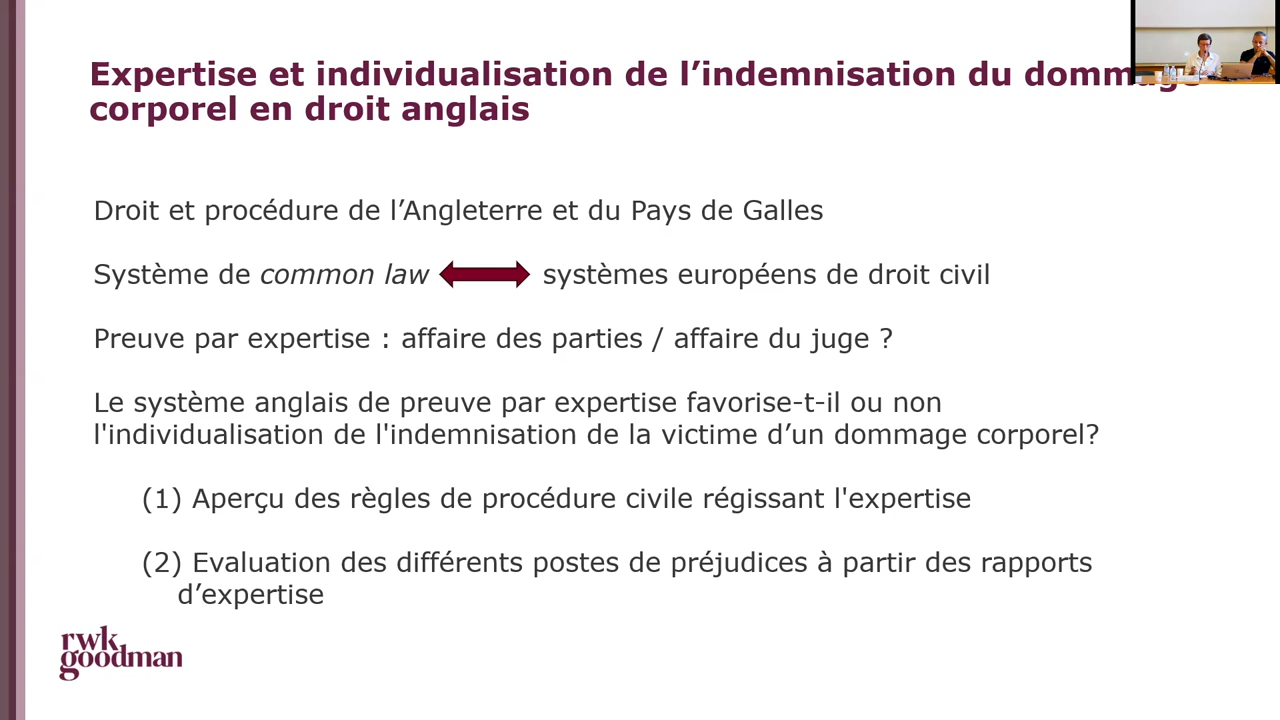 Expertise et individualisation de l’indemnisation du dommage
corporel en droit anglais
Droit et procédure de l’Angleterre et du Pays de Galles
Système de common law systèmes européens de droit civil
Preuve par expertise : affaire des parties / affaire du juge ?
Le système anglais de preuve par expertise favorise-t-il ou non
l'individualisation de l'indemnisation de la victime d’un dommage corporel?
(1) Aperçu des règles de procédure civile régissant l'expertise
(2) Evaluation des différents postes de préjudices à partir des rapports
d’expertise
rwk
goodman